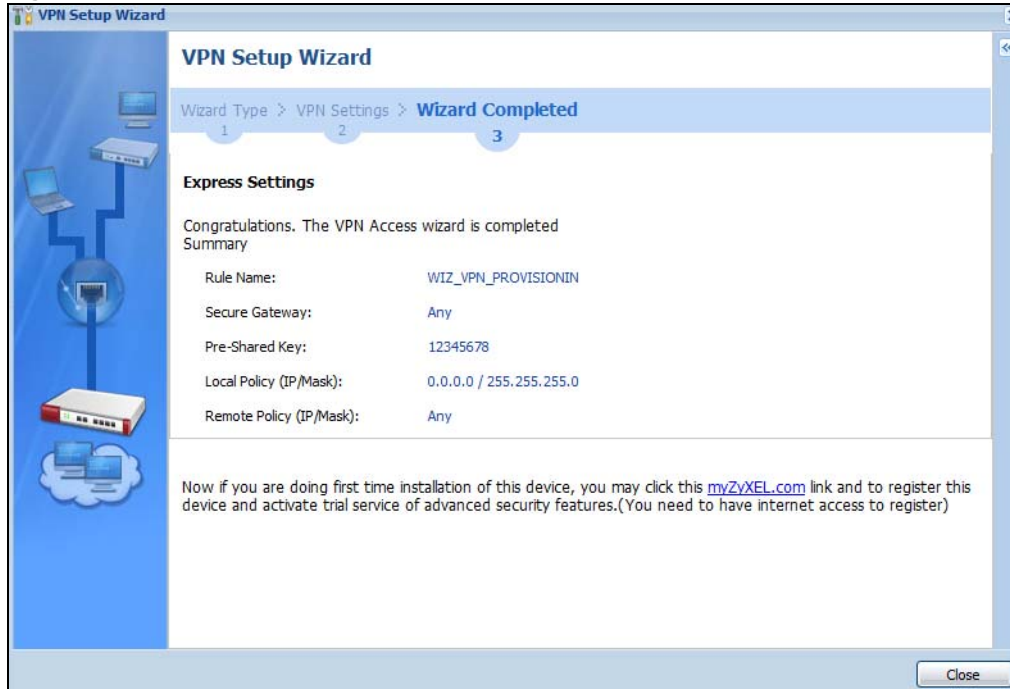 VPN Setup Wizard
VPN Setup Wizard
Wizard Type > VPN Settings > Wizard Completed
1 2 3
Express Settings
Congratulations. The VPN Access wizard is completed
Summary
Rule Name: WIZ_VPN_PROVISIONIN
Secure Gateway: Any
Pre-Shared Key: 12345678
Local Policy (IP/Mask): 0.0.0.0 / 255.255.255.0
Remote Policy (IP/Mask): Any
Now if you are doing first time installation of this device, you may click this myZyXEL.com link and to register this
device and activate trial service of advanced security features.(You need to have internet access to register)
Close